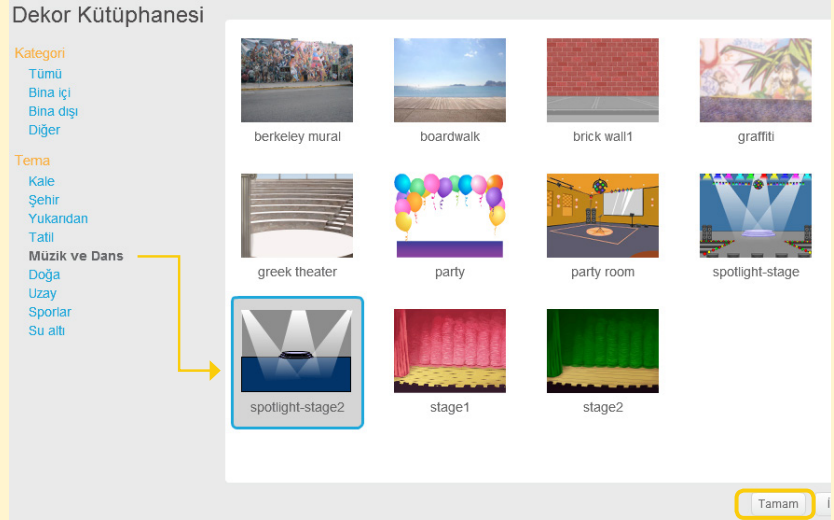 Dekor Kütüphanesi
Kategori
Tümü
Bina içi
Bina dışı
Diğer
Tema
Kale
Şehir
Yukarıdan
Tatil
Müzik ve Dans
Doğa
Uzay
Sporlar
Su altı
berkeley mural
boardwalk
brick wall1
graffiti
greek theater
party
party room
spotlight-stage
spotlight-stage2
stage1
stage2
Tamam